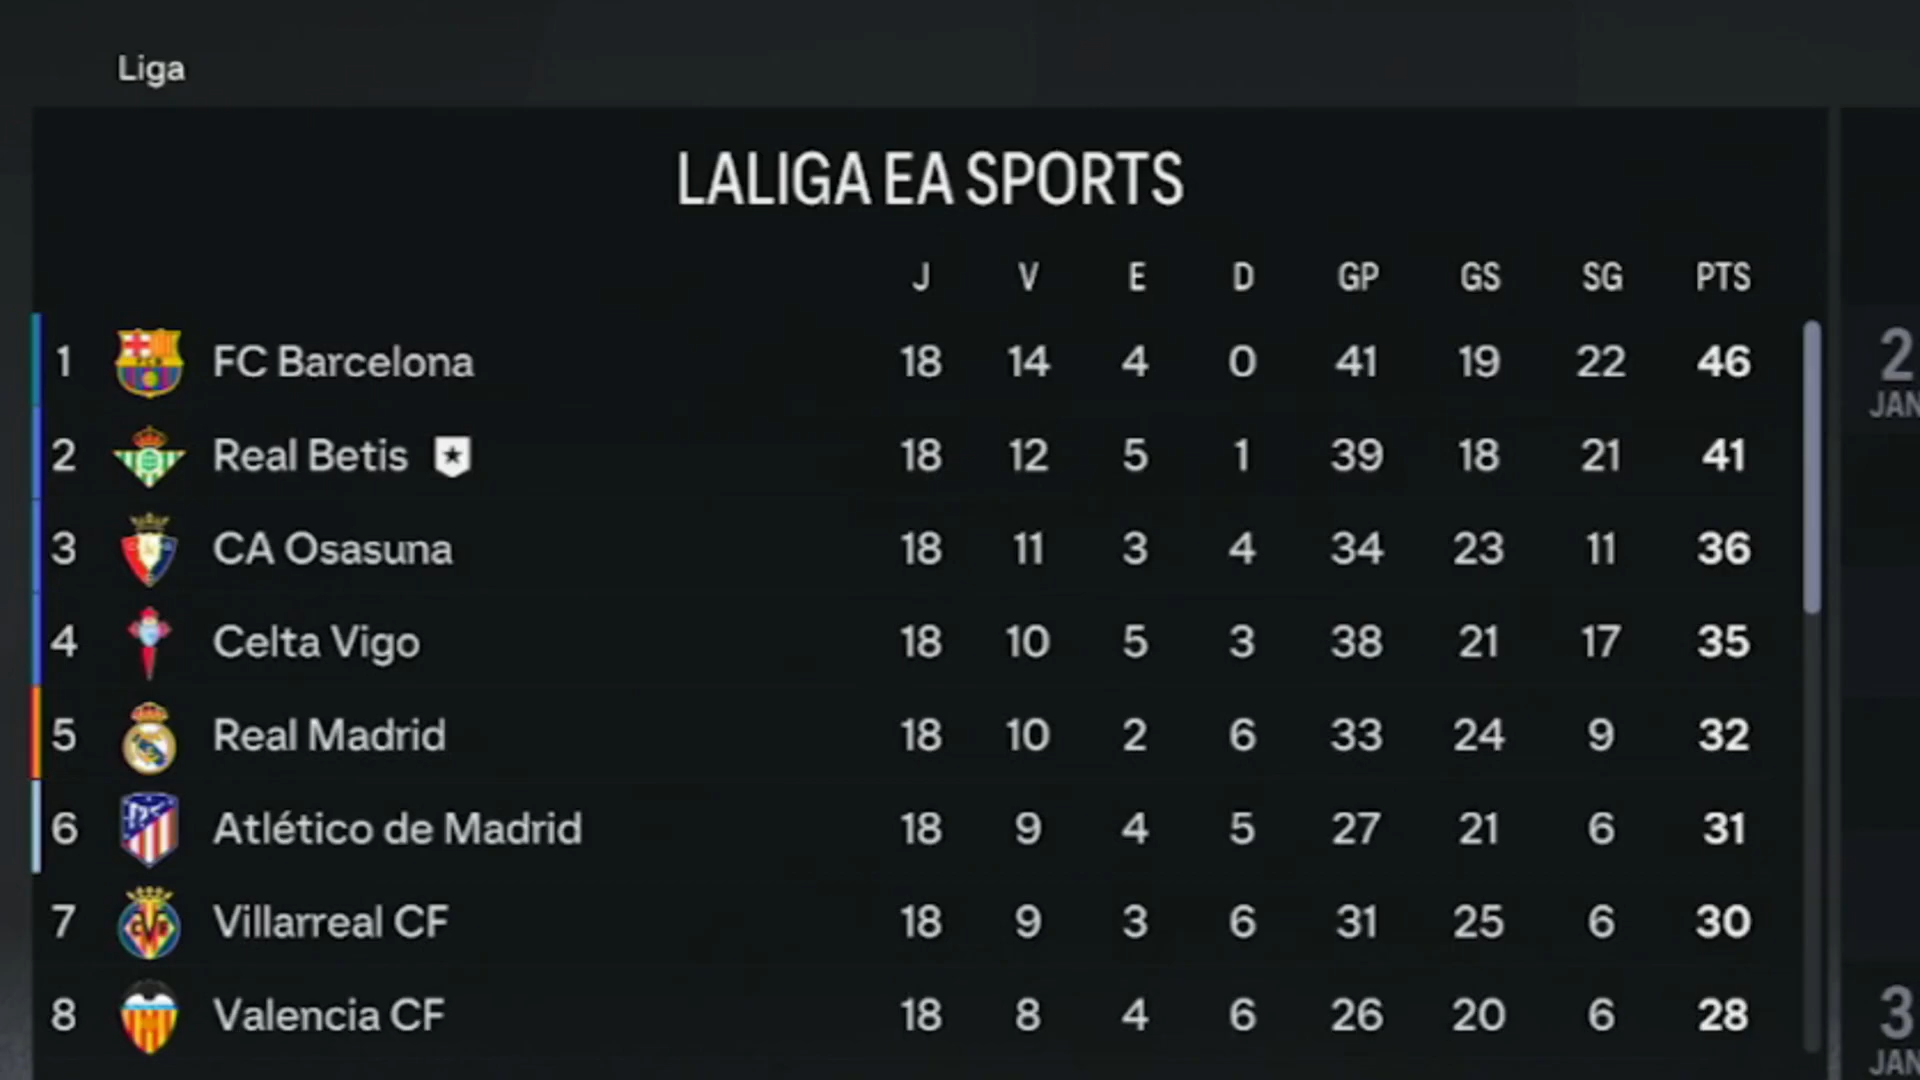 Liga
LALIGA EA SPORTS
J V E D GP GS SG PTS
1 FC Barcelona 18 14 4 0 41 19 22 46
2 Real Betis 18 12 5 1 39 18 21 41
3 CA Osasuna 18 11 3 4 34 23 11 36
4 Celta Vigo 18 10 5 3 38 21 17 35
5 Real Madrid 18 10 2 6 33 24 9 32
6 Atlético de Madrid 18 9 4 5 27 21 6 31
7 Villarreal CF 18 9 3 6 31 25 6 30
8 Valencia CF 18 8 4 6 26 20 6 28
2
JAN
3
JAN